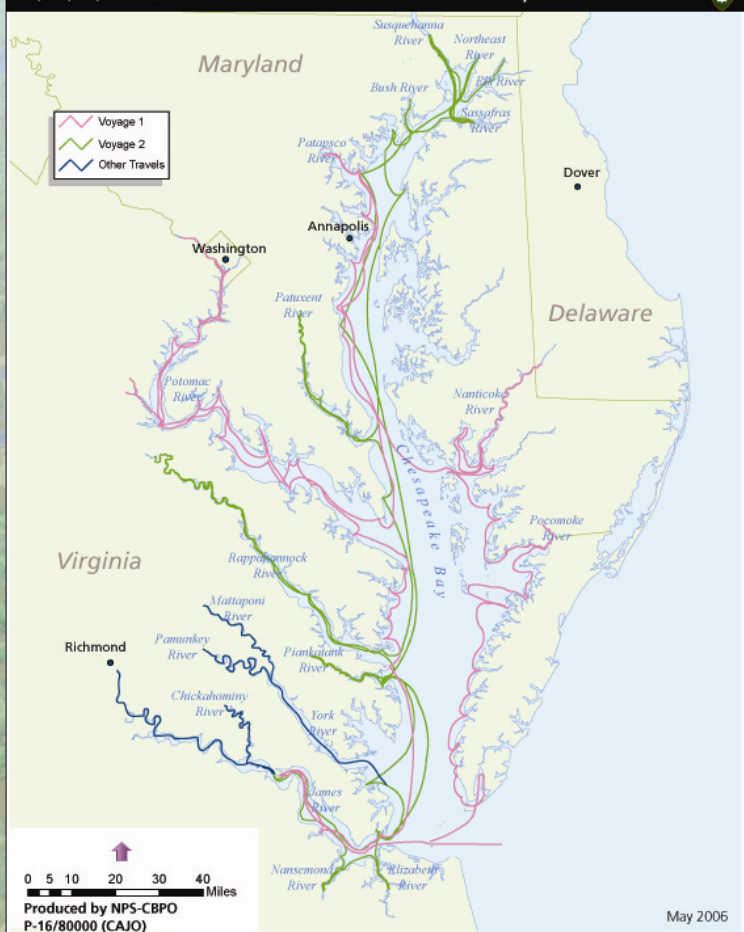 Susquehanna
River
Northeast
River
Maryland
Elk River
Bush River
Sassafras
River
Voyage 1
Voyage 2
Other Travels
Patapsco
River
Dover
Annapolis
Washington
Patuxent
River
Delaware
Potomac
River
Nanticoke
River
Chesapeake Bay
Pocomoke
River
Virginia
Rappahannock
River
Mattaponi
River
Richmond
Pamunkey
River
Piankatank
River
Chickahominy
River
York
River
James
River
Nansemond
River
Elizabeth
River
0 5 10 20 30 40
Miles
Produced by NPS-CBPO
P-16/80000 (CAJO)
May 2006